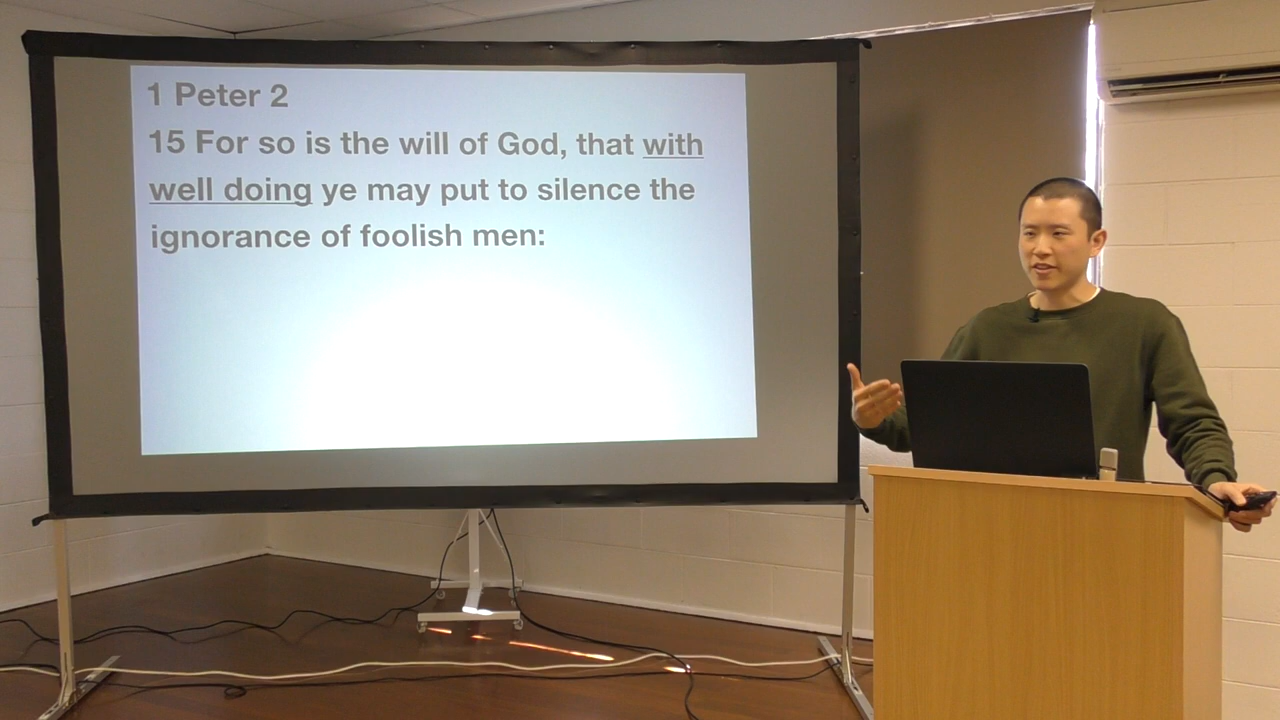 1 Peter 2
15 For so is the will of God, that with
well doing ye may put to silence the
ignorance of foolish men: